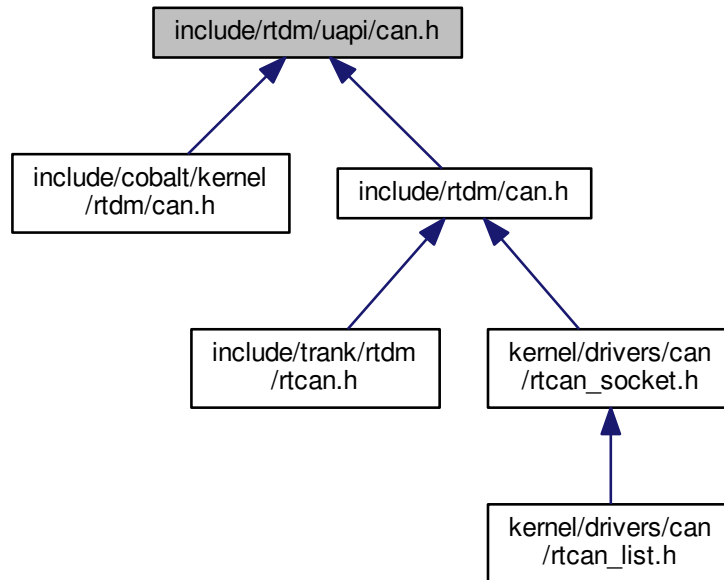 include/rtdm/uapi/can.h
include/cobalt/kernel
/rtdm/can.h
include/rtdm/can.h
include/trank/rtdm
/rtcan.h
kernel/drivers/can
/rtcan_socket.h
kernel/drivers/can
/rtcan_list.h